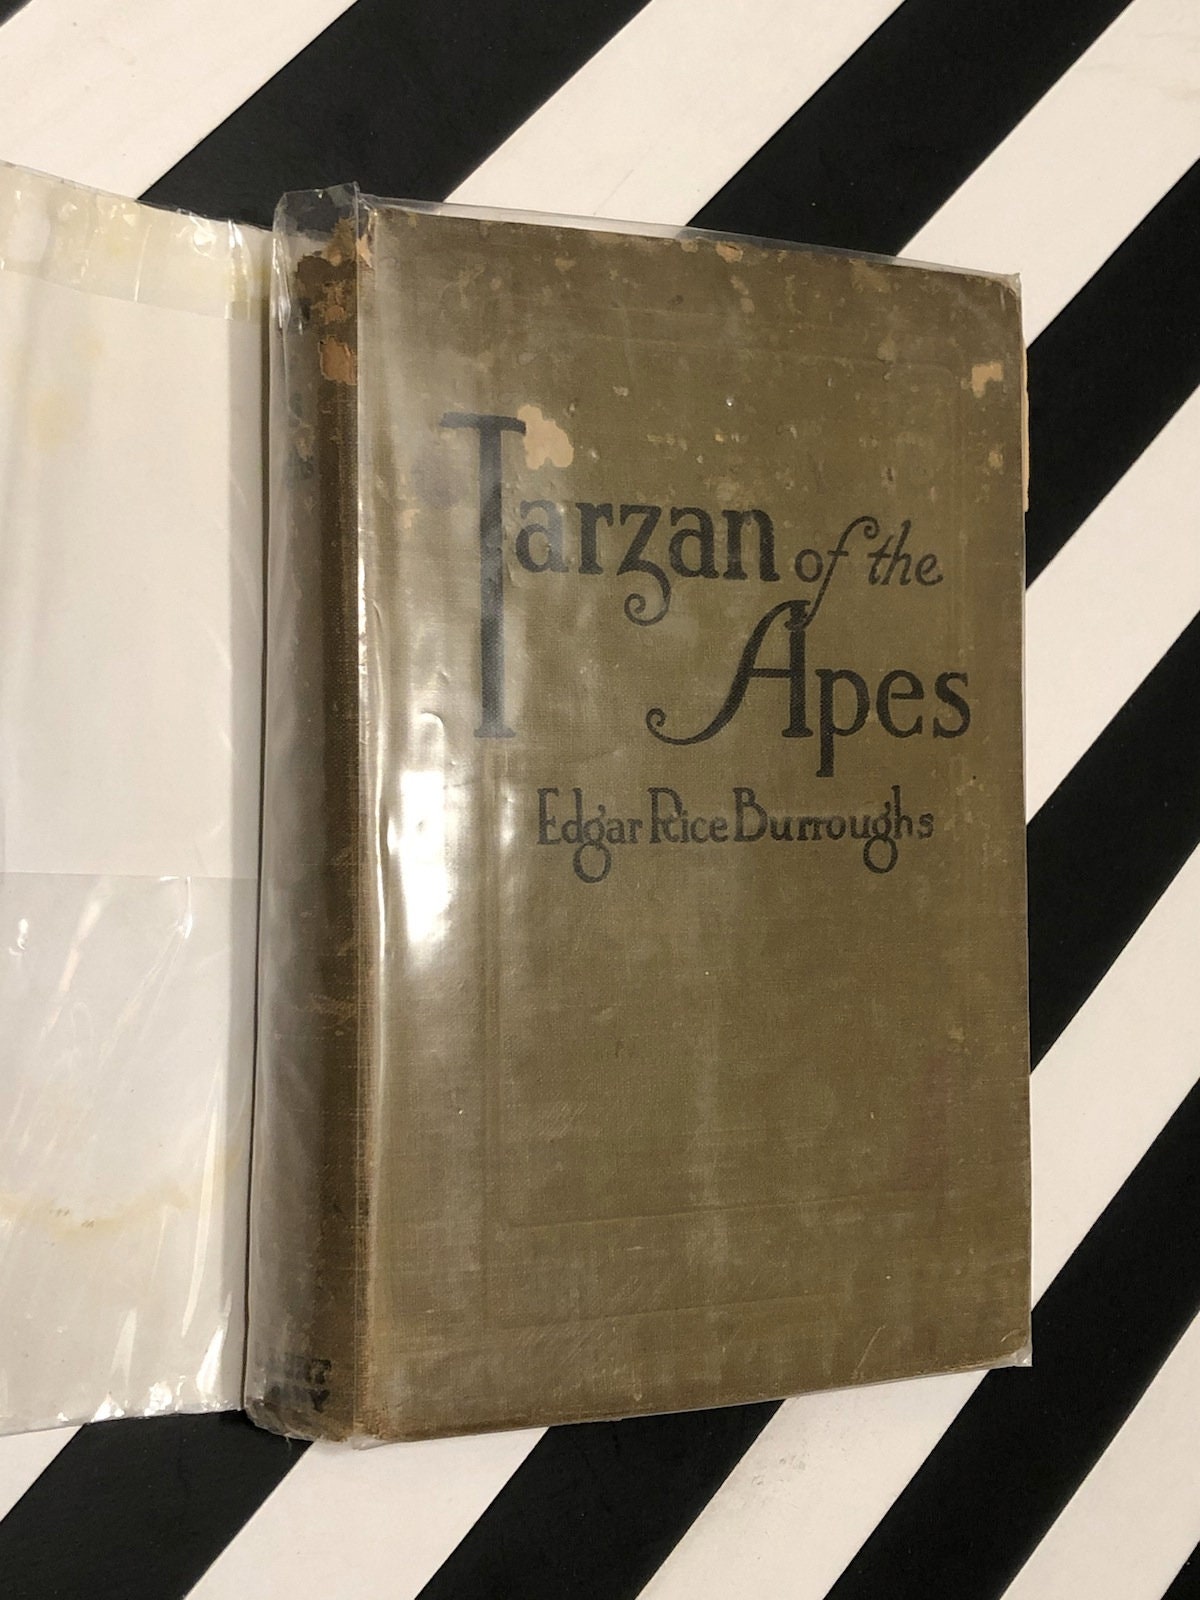 Tarzan of the
Apes
Edgar Rice Burroughs